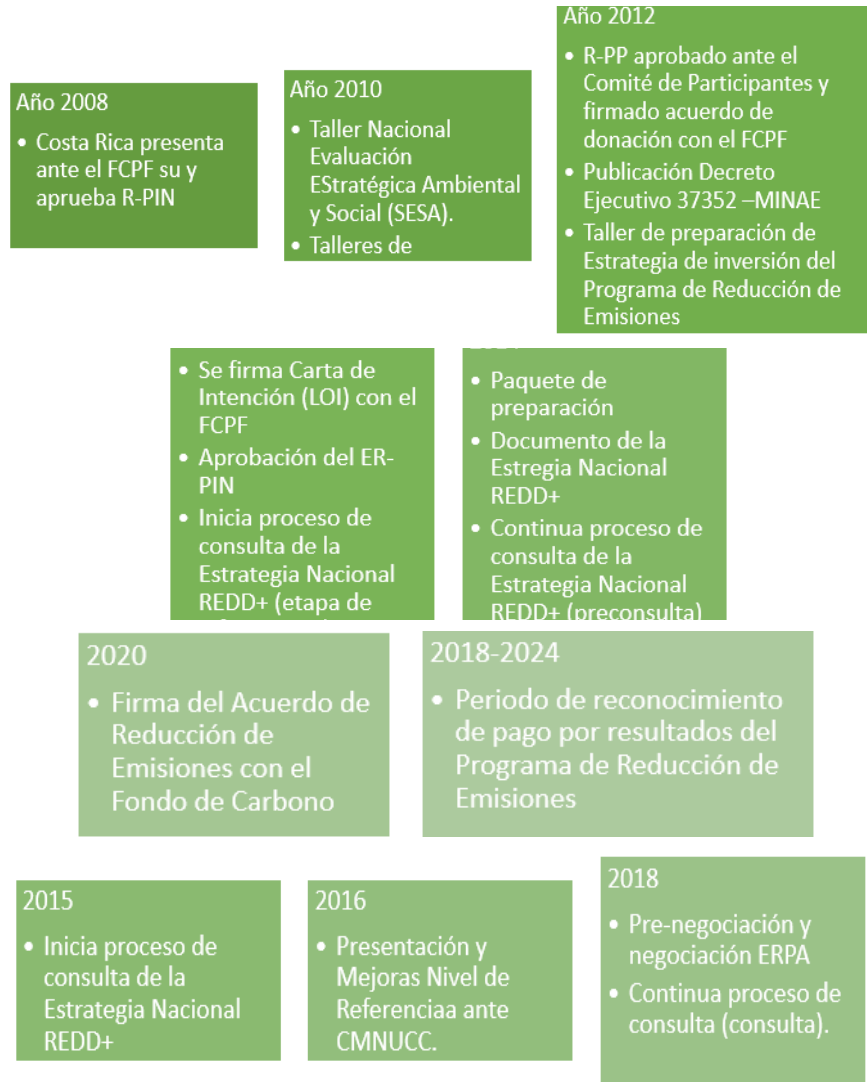 Año 2008
• Costa Rica presenta
ante el FCPF su y
aprueba R-PIN
Año 2010
• Taller Nacional
Evaluación
EStratégica Ambiental
y Social (SESA).
• Talleres de
Año 2012
• R-PP aprobado ante el
Comité de Participantes y
firmado acuerdo de
donación con el FCPF
• Publicación Decreto
Ejecutivo 37352 –MINAE
• Taller de preparación de
Estrategia de inversión del
Programa de Reducción de
Emisiones
• Se firma Carta de
Intención (LOI) con el
FCPF
• Aprobación del ER-
PIN
• Inicia proceso de
consulta de la
Estrategia Nacional
REDD+ (etapa de
• Paquete de
preparación
• Documento de la
Estregia Nacional
REDD+
• Continua proceso de
consulta de la
Estrategia Nacional
REDD+ (preconsulta)
2020
• Firma del Acuerdo de
Reducción de
Emisiones con el
Fondo de Carbono
2018-2024
• Periodo de reconocimiento
de pago por resultados del
Programa de Reducción de
Emisiones
2015
• Inicia proceso de
consulta de la
Estrategia Nacional
REDD+
2016
• Presentación y
Mejoras Nivel de
Referenciaa ante
CMNUCC.
2018
• Pre-negociación y
negociación ERPA
• Continua proceso de
consulta (consulta).